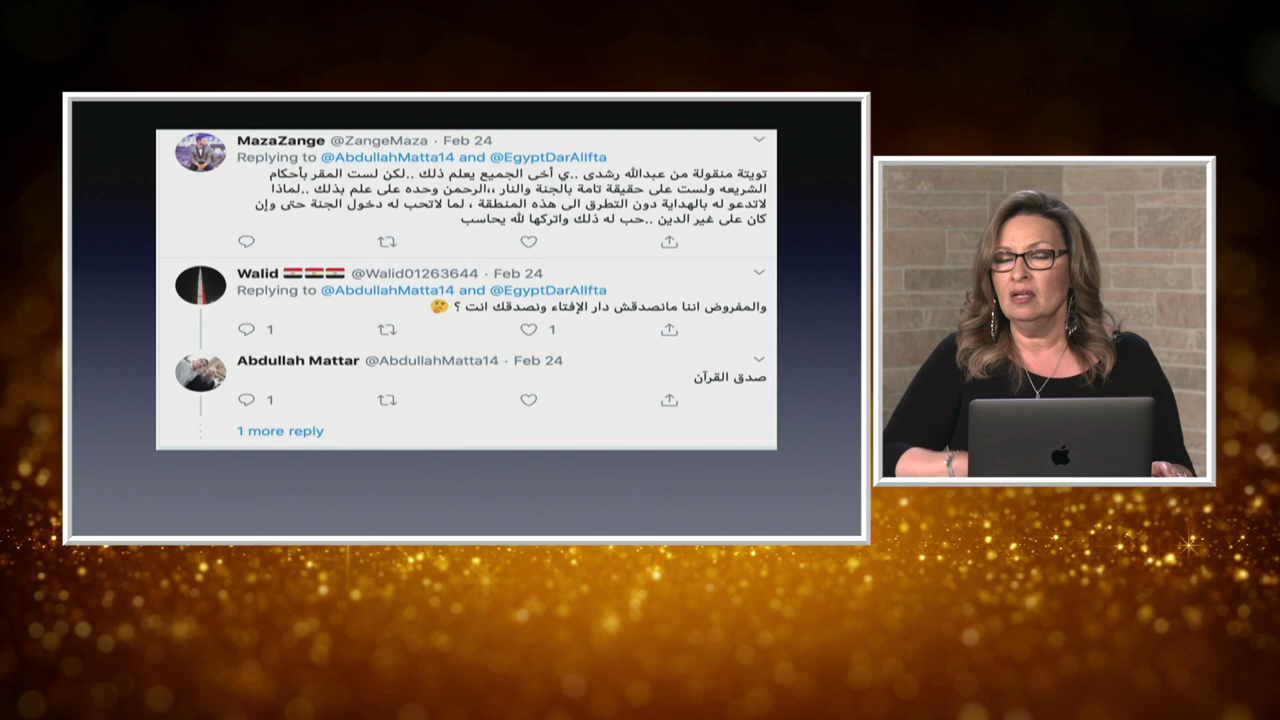 MazaZange @ZangeMaza · Feb 24
Replying to @AbdullahMatta14 and @EgyptDarAlIfta
تويتة منقولة من عبدالله رشدى ..ي أخى الجميع يعلم ذلك ..لكن لست المقر بأحكام
الشريعه ولست على حقيقة تامة بالجنة والنار ،،الرحمن وحده على علم بذلك ..لماذا
لاتدعو له بالهداية دون التطرق الى هذه المنطقة ، لما لاتحب له دخول الجنة حتى وإن
كان على غير الدين ..حب له ذلك واتركها لله يحاسب
Walid 🇪🇬🇪🇬🇪🇬 @Walid01263644 · Feb 24
Replying to @AbdullahMatta14 and @EgyptDarAlIfta
والمفروض اننا مانصدقش دار الإفتاء ونصدقك انت ؟ 🤔
1 1
Abdullah Mattar @AbdullahMatta14 · Feb 24
صدق القرآن
1
1 more reply